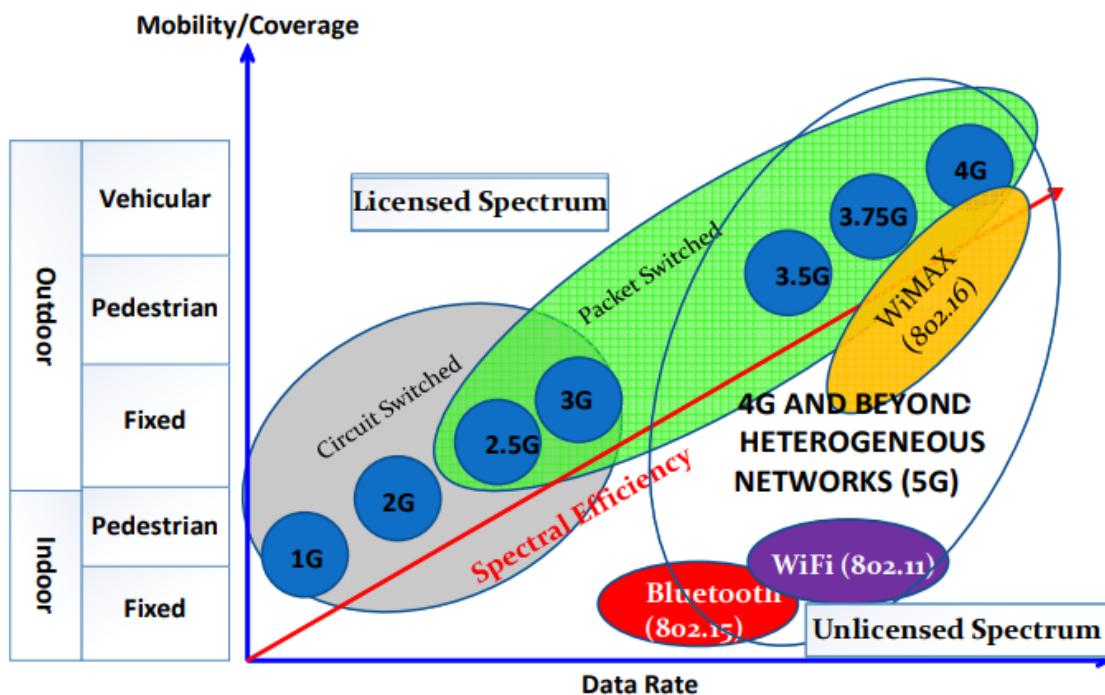 Mobility/Coverage
Outdoor
Vehicular
Pedestrian
Fixed
Indoor
Pedestrian
Fixed
Licensed Spectrum
Circuit Switched
Packet Switched
1G
2G
2.5G
3G
3.5G
3.75G
4G
WiMAX
(802.16)
Spectral Efficiency
4G AND BEYOND
HETEROGENEOUS
NETWORKS (5G)
WiFi (802.11)
Bluetooth
(802.15)
Unlicensed Spectrum
Data Rate